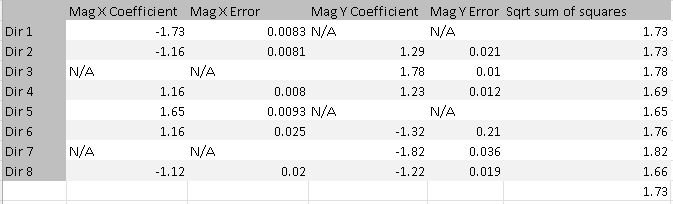 Mag X Coefficient Mag X Error Mag Y Coefficient Mag Y Error Sqrt sum of squares
Dir 1 -1.73 0.0083 N/A N/A 1.73
Dir 2 -1.16 0.0081 1.29 0.021 1.73
Dir 3 N/A N/A 1.78 0.01 1.78
Dir 4 1.16 0.008 1.23 0.012 1.69
Dir 5 1.65 0.0093 N/A N/A 1.65
Dir 6 1.16 0.025 -1.32 0.21 1.76
Dir 7 N/A N/A -1.82 0.036 1.82
Dir 8 -1.12 0.02 -1.22 0.019 1.66
1.73